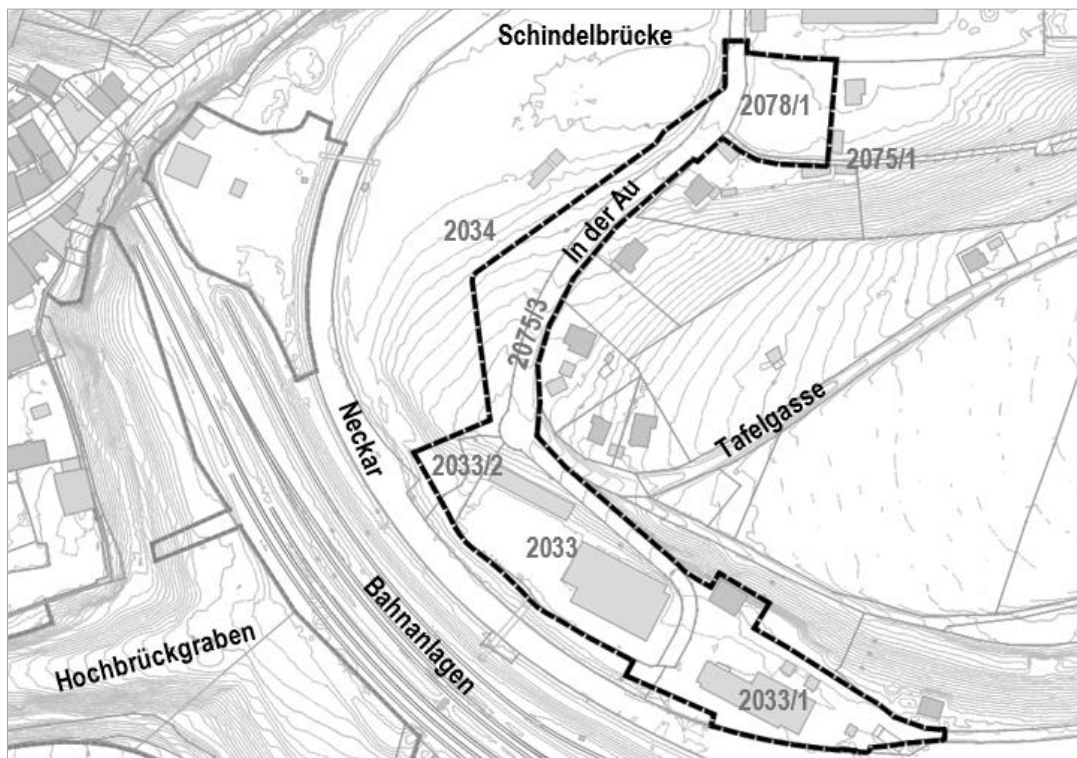 Schindelbrücke
2078/1
2075/1
In der Au
2034
2075/3
Tafelgasse
Neckar
2033/2
2033
Bahnanlagen
Hochbrückgraben
2033/1